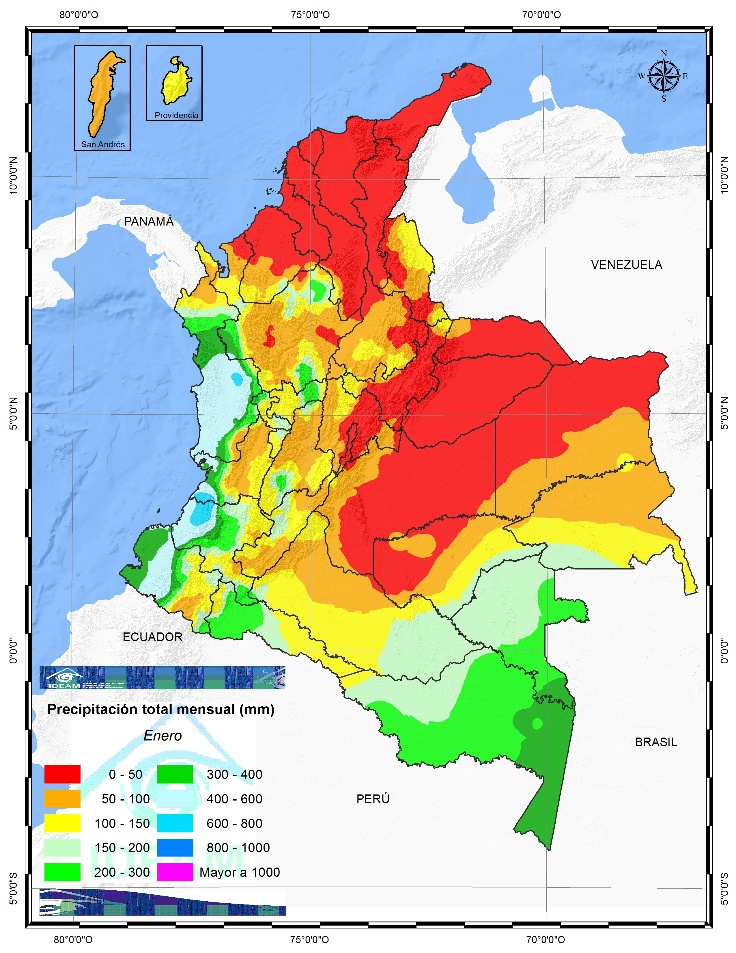 80°0'0"O 75°0'0"O 70°0'0"O
San Andrés
Providencia
N
W E
S
10°0'0"N 10°0'0"N
PANAMÁ
VENEZUELA
5°0'0"N 5°0'0"N
ECUADOR
0°0'0" 0°0'0"
IDEAM
Precipitación total mensual (mm)
Enero
BRASIL
PERÚ
0 - 50 300 - 400
50 - 100 400 - 600
100 - 150 600 - 800
150 - 200 800 - 1000
200 - 300 Mayor a 1000
IDEAM
5°0'0"S 5°0'0"S
80°0'0"O 75°0'0"O 70°0'0"O